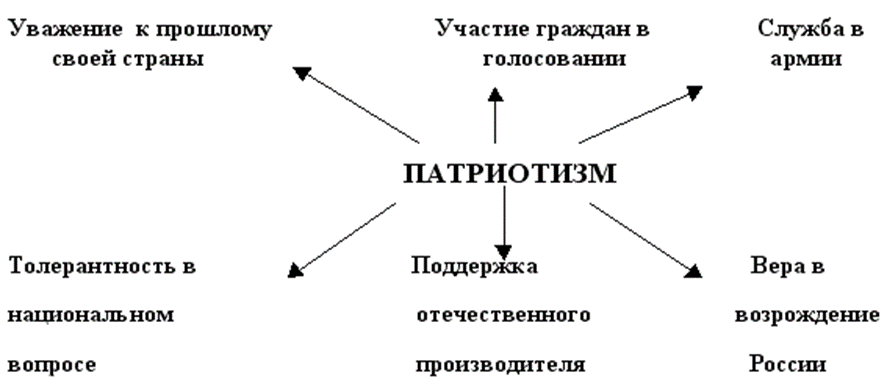 Уважение к прошлому
своей страны
Участие граждан в
голосовании
Служба в
армии
ПАТРИОТИЗМ
Толерантность в
национальном
вопросе
Поддержка
отечественного
производителя
Вера в
возрождение
России